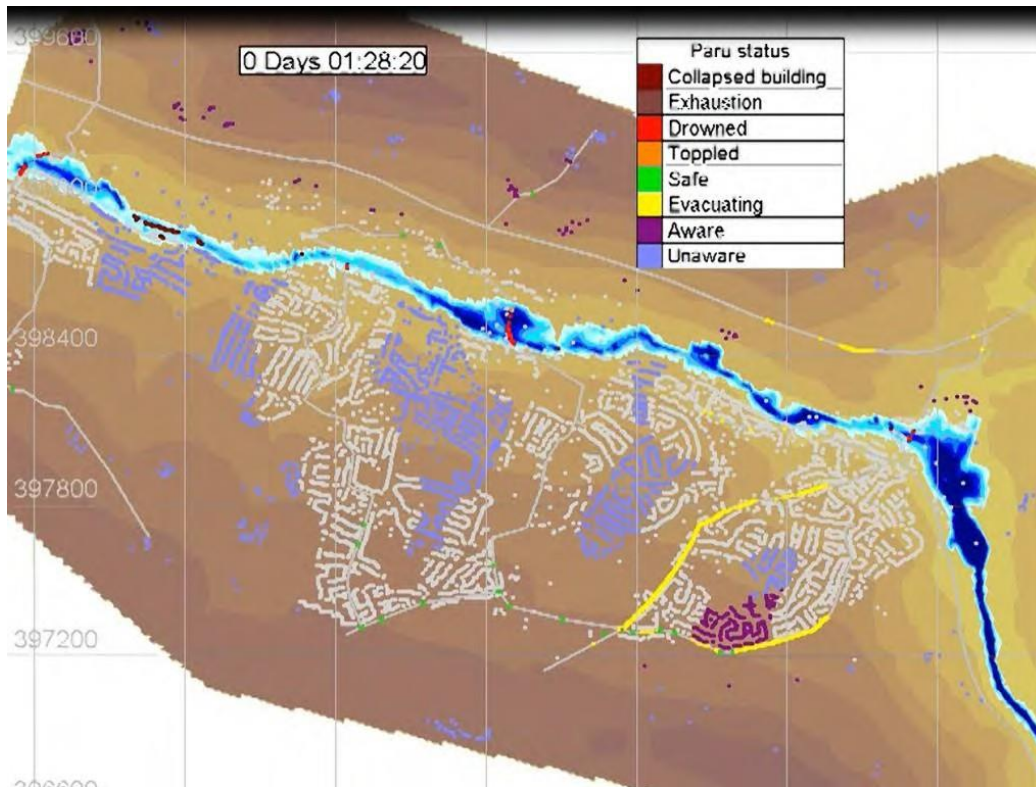 399600
0 Days 01:28:20
Paru status
Collapsed building
Exhaustion
Drowned
Toppled
Safe
Evacuating
Aware
Unaware
398400
397800
397200